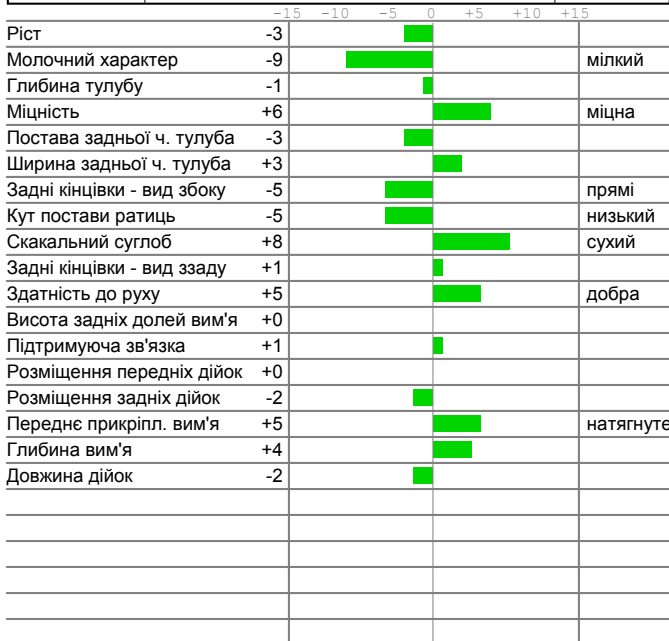 -15 -10 -5 0 +5 +10 +15
Ріст -3
Молочний характер -9 мілкий
Глибина тулубу -1
Міцність +6 міцна
Постава задньої ч. тулуба -3
Ширина задньої ч. тулуба +3
Задні кінцівки - вид збоку -5 прямі
Кут постави ратиць -5 низький
Скакальний суглоб +8 сухий
Задні кінцівки - вид ззаду +1
Здатність до руху +5 добра
Висота задніх долей вим'я +0
Підтримуюча зв'язка +1
Розміщення передніх дійок +0
Розміщення задніх дійок -2
Переднє прикріпл. вим'я +5 натягнуте
Глибина вим'я +4
Довжина дійок -2